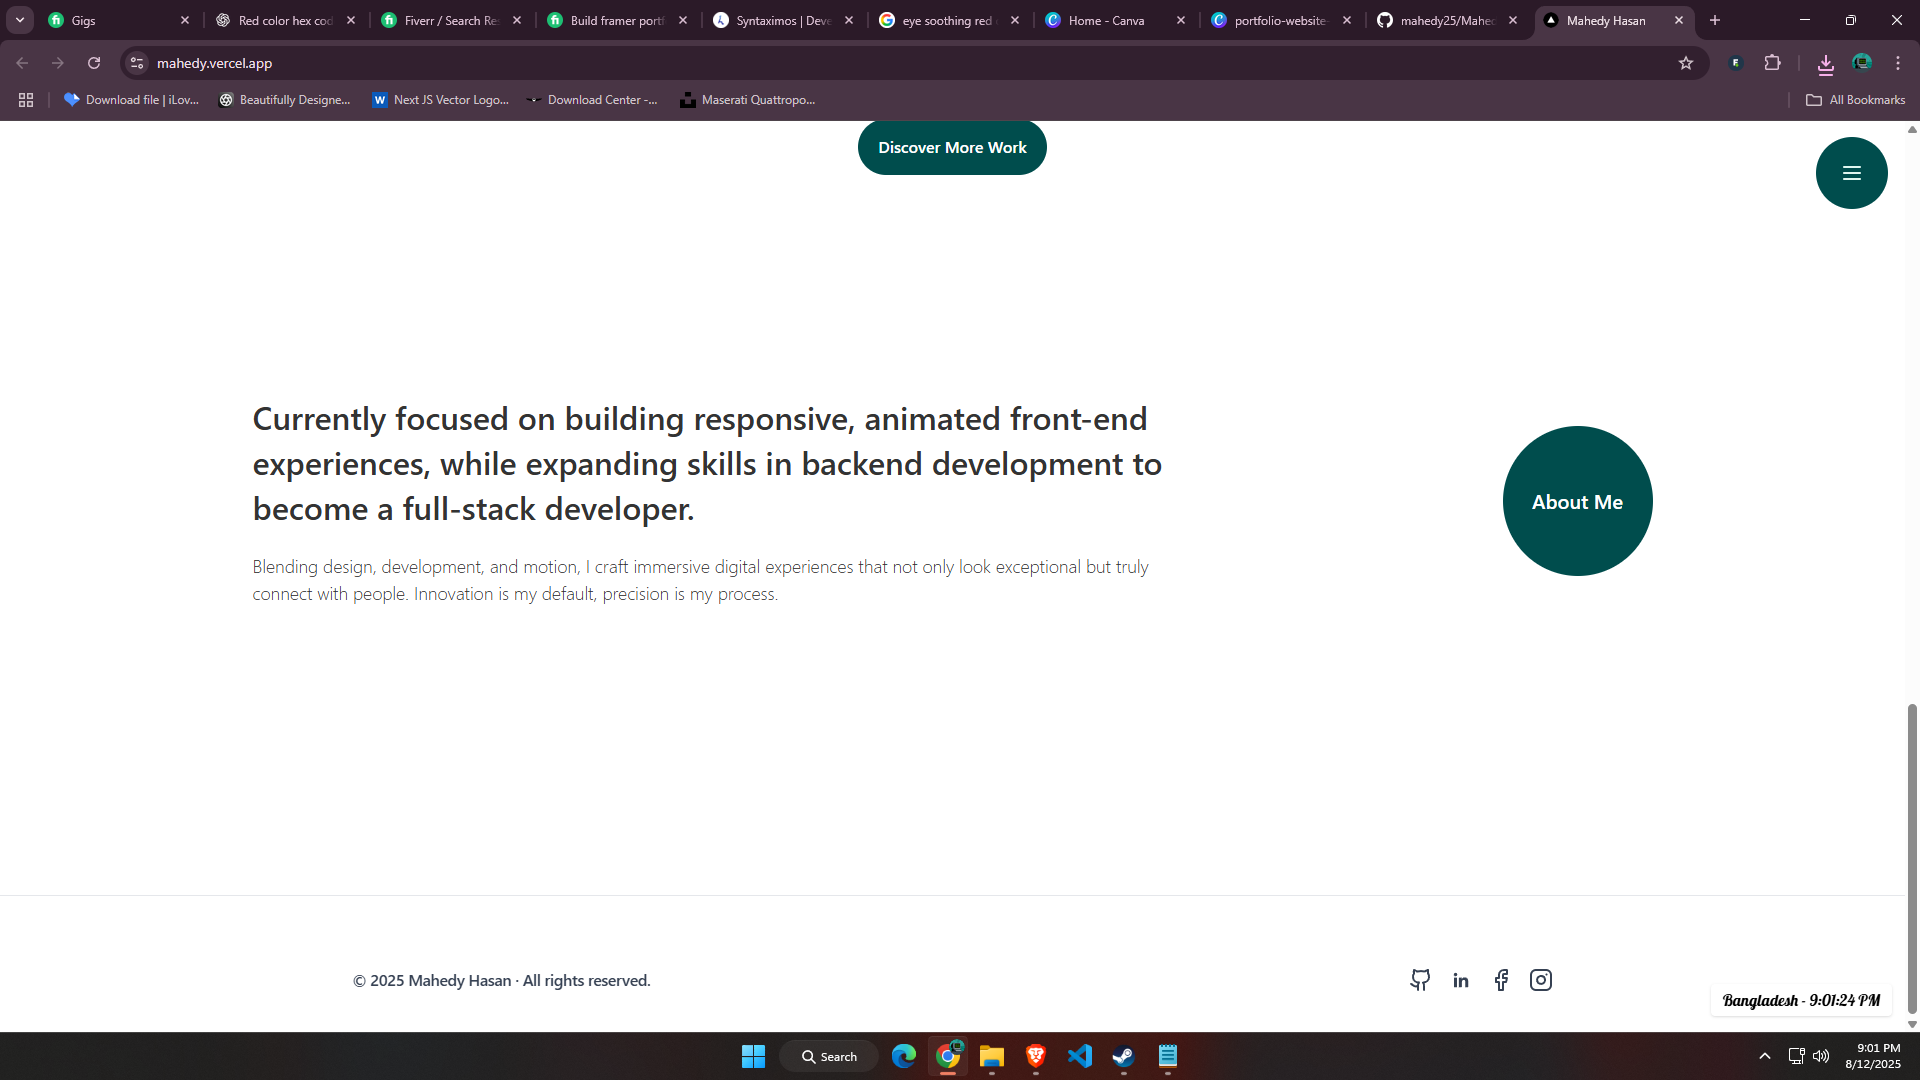 Gigs
Red color hex cod
Fiverr / Search Res
Build framer portf
Syntaximos | Deve
eye soothing red
Home - Canva
portfolio-website-
mahedy25/Mahed
Mahedy Hasan
mahedy.vercel.app
Download file | iLov...
Beautifully Designe...
Next JS Vector Logo...
Download Center -...
Maserati Quattropo...
All Bookmarks
Discover More Work
Currently focused on building responsive, animated front-end
experiences, while expanding skills in backend development to
become a full-stack developer.
About Me
Blending design, development, and motion, I craft immersive digital experiences that not only look exceptional but truly
connect with people. Innovation is my default, precision is my process.
© 2025 Mahedy Hasan · All rights reserved.
Bangladesh - 9:01:24 PM
Search
9:01 PM
8/12/2025